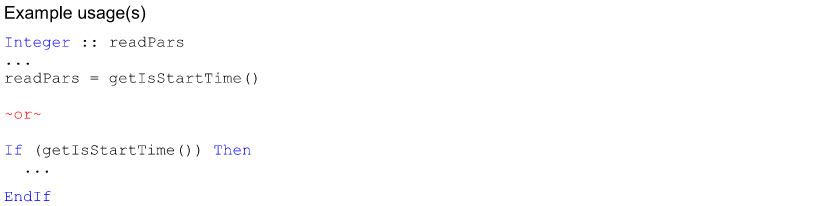 Example usage(s)
Integer :: readPars
...
readPars = getIsStartTime()
~or~
If (getIsStartTime()) Then
...
EndIf